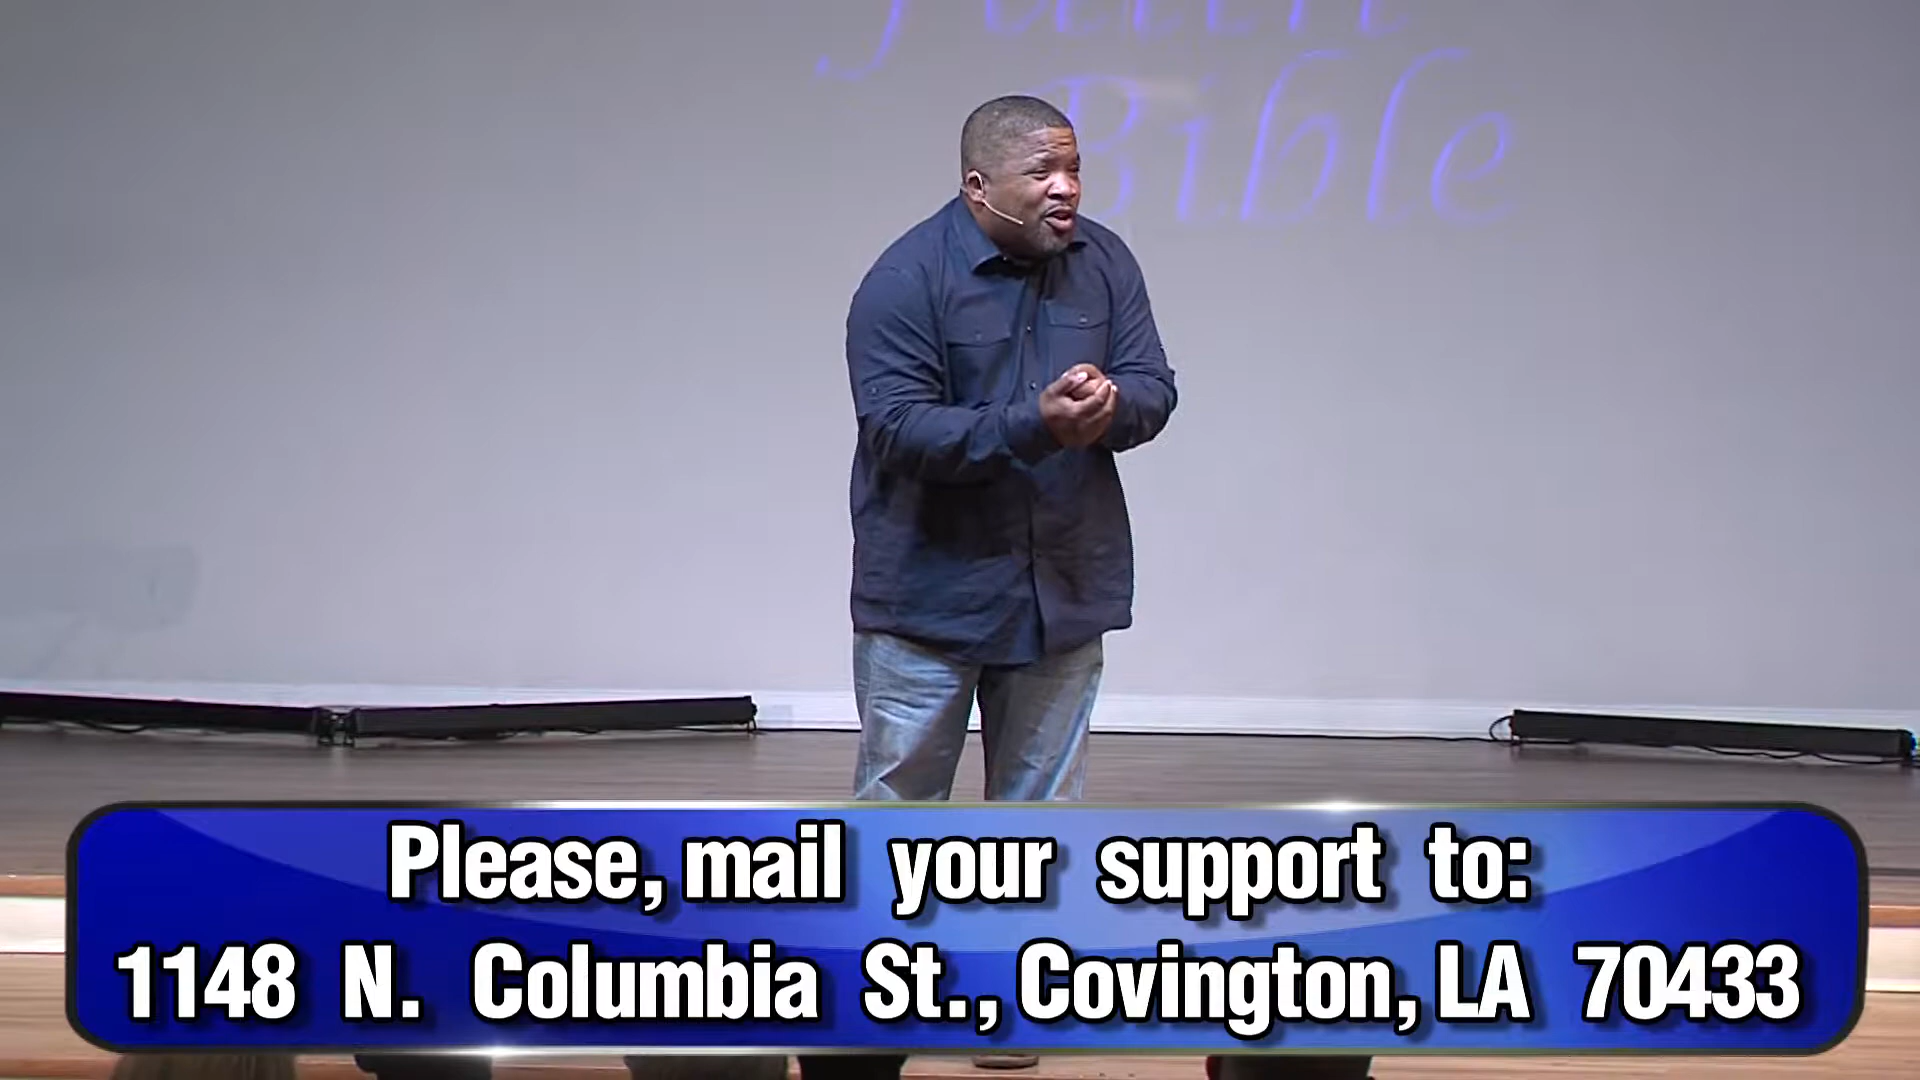 Bible
Please, mail your support to:
1148 N. Columbia St., Covington, LA 70433